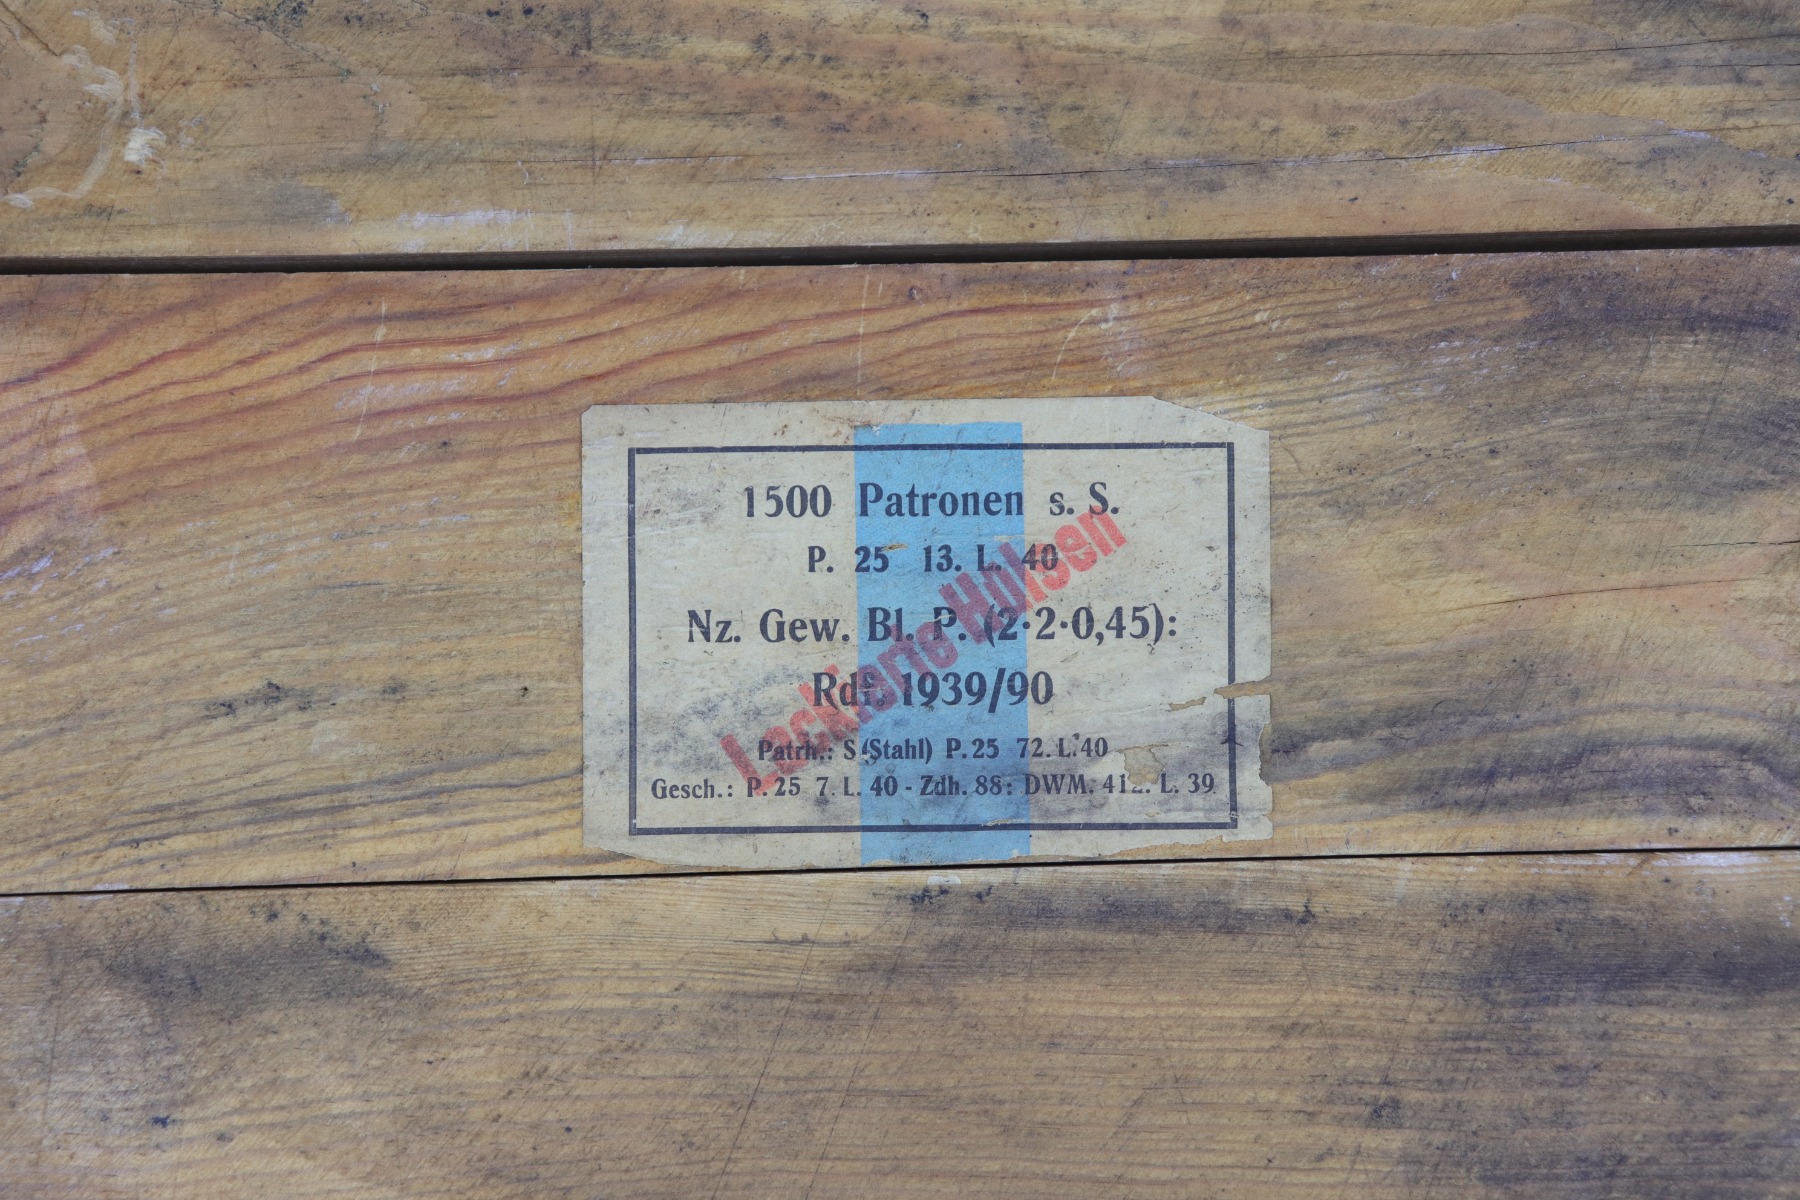 1500 Patronen s. S.
P. 25 13. L. 40
Nz. Gew. Bl. P. (2·2·0,45):
Rdf. 1939/90
Patrh.: S (Stahl) P. 25 72. L. 40
Gesch.: P. 25 7. L. 40 - Zdh. 88: DWM. L. 39
Lackierte Hülsen